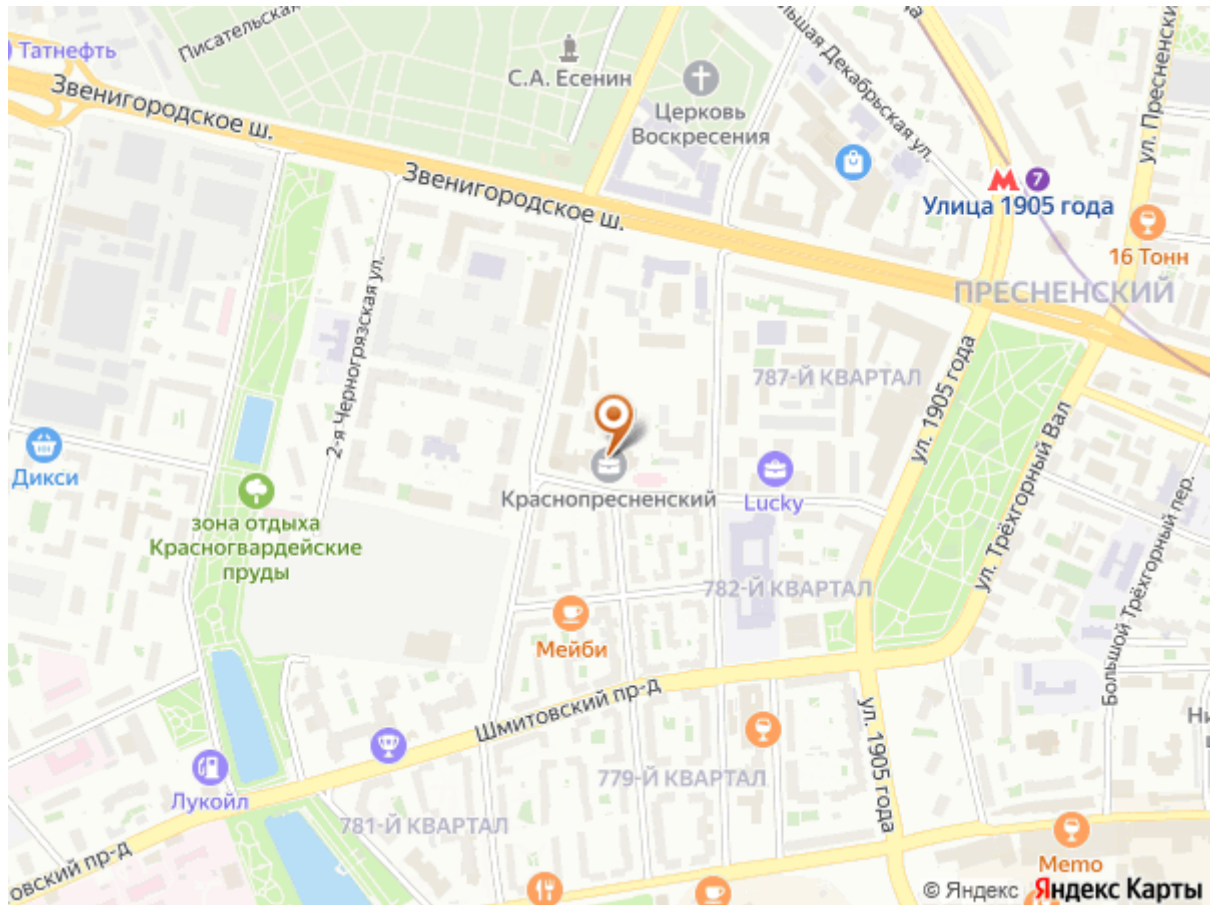 Татнефть
Писательская
С.А. Есенин
Церковь
Воскресения
Большая Декабрьская ул.
ул. Пресненский
Звенигородское ш.
Звенигородское ш.
7
Улица 1905 года
16 Тонн
ПРЕСНЕНСКИЙ
2-я Черногрязская ул.
787-Й КВАРТАЛ
ул. 1905 года
ул. Трёхгорный Вал
Дикси
Краснопресненский
Lucky
зона отдыха
Красногвардейские
пруды
782-Й КВАРТАЛ
Большой Трёхгорный пер.
Мейби
Шмитовский пр-д
ул. 1905 года
Ни
779-Й КВАРТАЛ
Лукойл
781-Й КВАРТАЛ
овский пр-д
Memo
© Яндекс Яндекс Карты